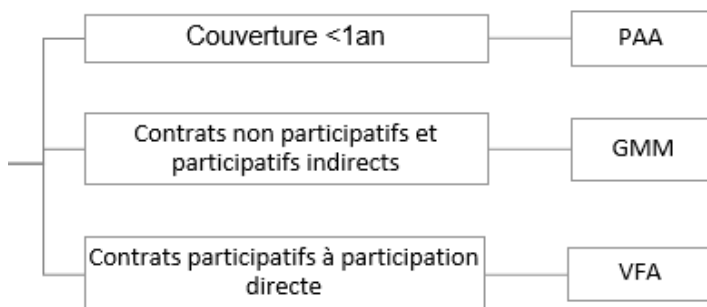 Couverture <1an
PAA
Contrats non participatifs et
participatifs indirects
GMM
Contrats participatifs à participation
directe
VFA